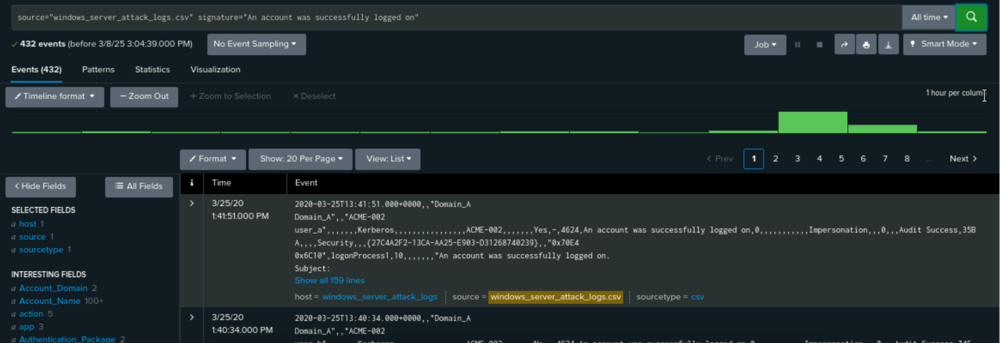 source="windows_server_attack_logs.csv" signature="An account was successfully logged on"
All time
432 events (before 3/8/25 3:04:39.000 PM)
No Event Sampling
Job
Smart Mode
Events (432)
Patterns
Statistics
Visualization
Timeline format
— Zoom Out
+ Zoom to Selection
× Deselect
1 hour per column
Format
Show: 20 Per Page
View: List
< Prev
1
2
3
4
5
6
7
8
...
Next >
< Hide Fields
All Fields
i
Time
Event
SELECTED FIELDS
a host 1
a source 1
a sourcetype 1
INTERESTING FIELDS
a Account_Domain 2
a Account_Name 100+
a action 5
a app 3
a Authentication_Package 2
>
3/25/20
1:41:51.000 PM
2020-03-25T13:41:51.000+0000,,"Domain_A
Domain_A",,"ACME-002
user_a",,,,,,,Kerberos,,,,,,,,,,,,,,,,ACME-002,,,,,,,Yes,-,4624,An account was successfully logged on,0,,,,,,,,,,,Impersonation,,,0,,,Audit Success,35B
A,,,,Security,,,{27C4A2F2-13CA-AA25-E903-D31268740239},,"0x70E4
0x6C10",logonProcess1,10,,,,,,,"An account was successfully logged on.
Subject:
Show all 159 lines
host = windows_server_attack_logs
source = windows_server_attack_logs.csv
sourcetype = csv
>
3/25/20
1:40:34.000 PM
2020-03-25T13:40:34.000+0000,,"Domain_A
Domain_A",,"ACME-002